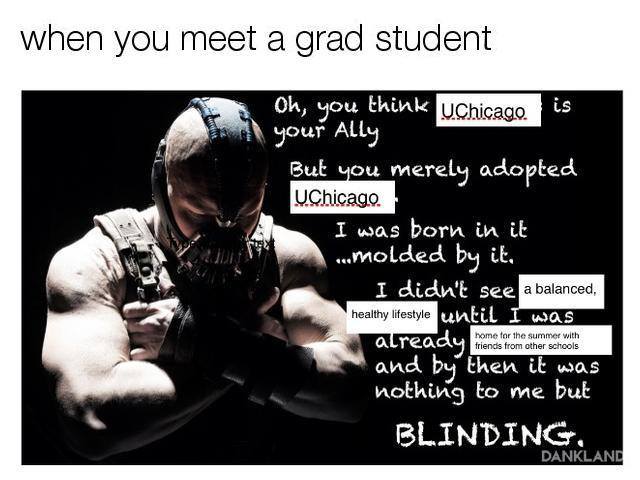 when you meet a grad student
Oh, you think UChicago is
your Ally
But you merely adopted
UChicago.
I was born in it
...molded by it.
I didn't see a balanced,
healthy lifestyle until I was
already home for the summer with
friends from other schools
and by then it was
nothing to me but
BLINDING.
DANKLAND